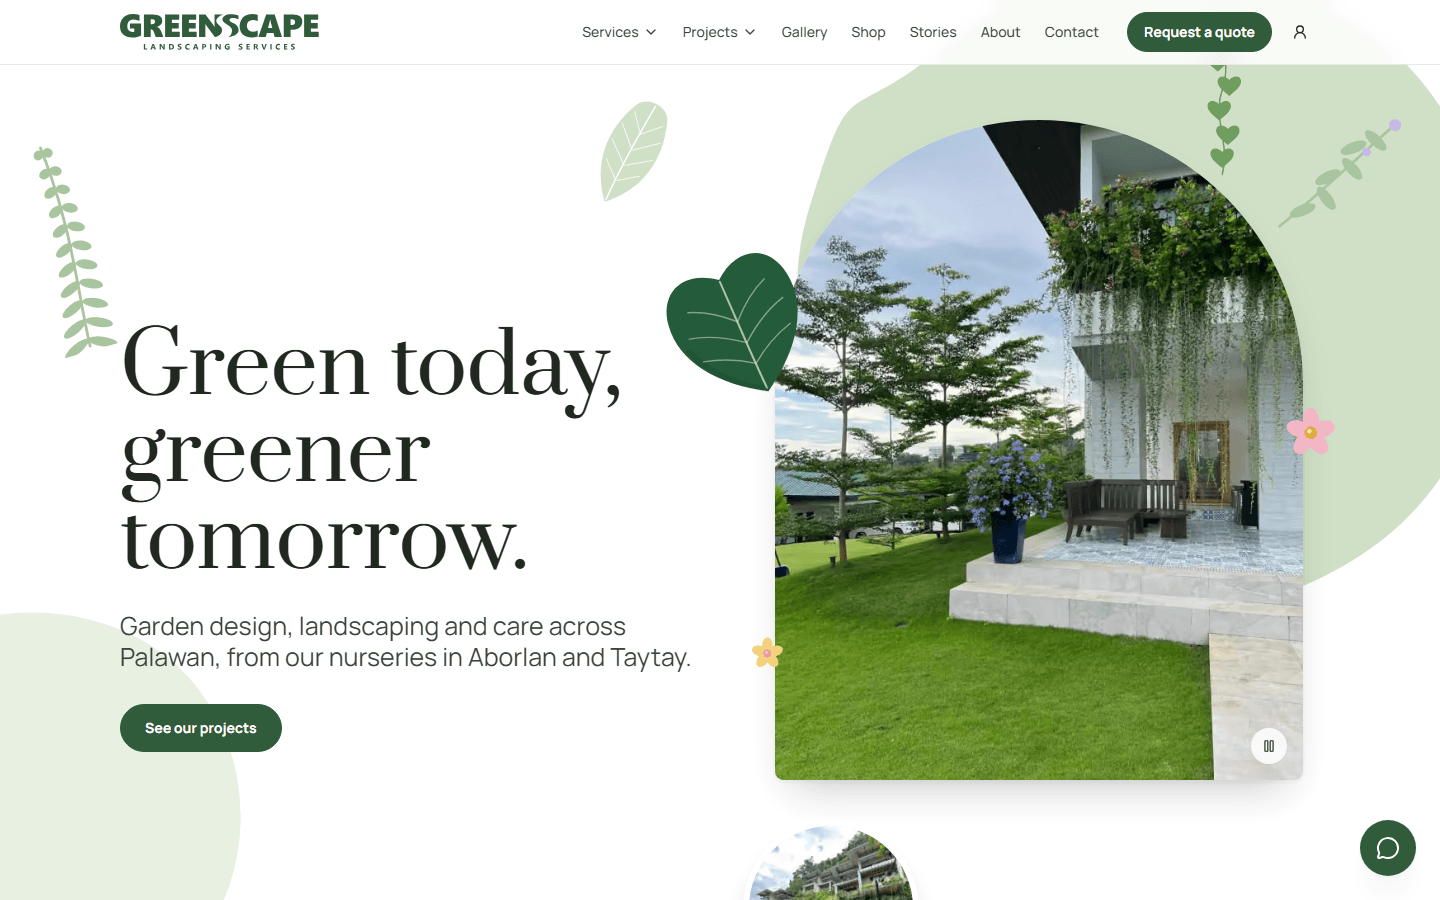 GREENSCAPE
LANDSCAPING SERVICES
Services
Projects
Gallery
Shop
Stories
About
Contact
Request a quote
Green today,
greener
tomorrow.
Garden design, landscaping and care across
Palawan, from our nurseries in Aborlan and Taytay.
See our projects